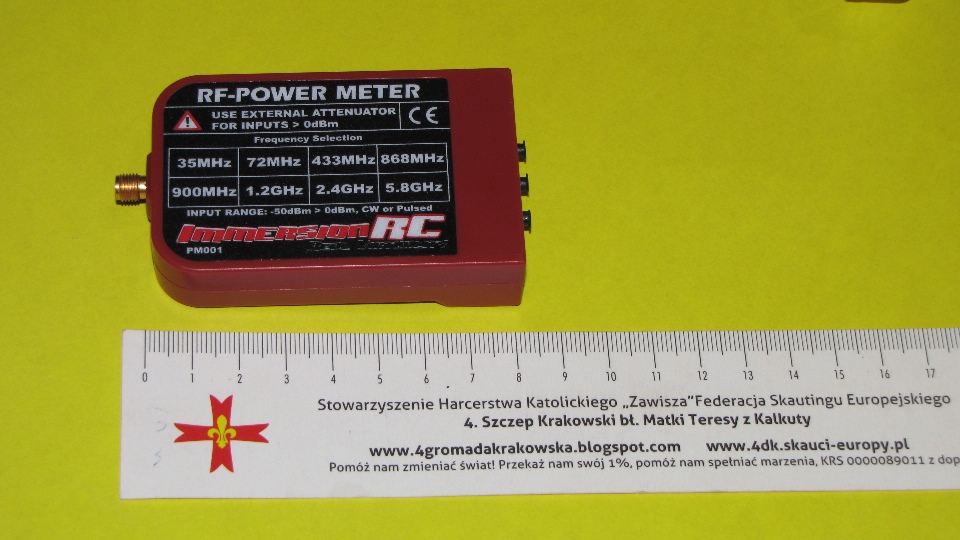 RF-POWER METER
USE EXTERNAL ATTENUATOR
FOR INPUTS > 0dBm
CE
Frequency Selection
35MHz 72MHz 433MHz 868MHz
900MHz 1.2GHz 2.4GHz 5.8GHz
INPUT RANGE: -50dBm > 0dBm, CW or Pulsed
ImmersionRC
PM001
0 1 2 3 4 5 6 7 8 9 10 11 12 13 14 15 16 17
Stowarzyszenie Harcerstwa Katolickiego „Zawisza"Federacja Skautingu Europejskiego
4. Szczep Krakowski bł. Matki Teresy z Kalkuty
www.4gromadakrakowska.blogspot.com www.4dk.skauci-europy.pl
Pomóż nam zmieniać świat! Przekaż nam swój 1%, pomóż nam spełniać marzenia, KRS 0000089011 z dop